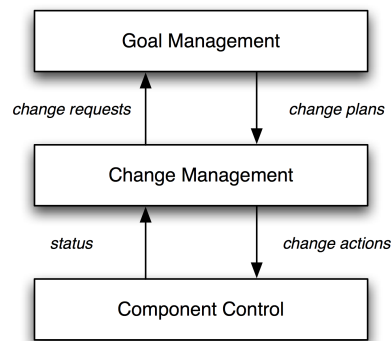 Goal Management
change requests
change plans
Change Management
status
change actions
Component Control